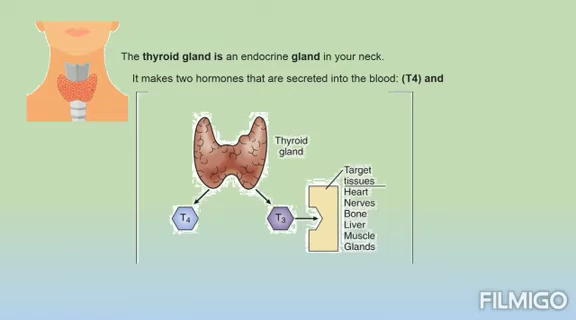 The thyroid gland is an endocrine gland in your neck.
It makes two hormones that are secreted into the blood: (T4) and
Thyroid
gland
Target
tissues
Heart
Nerves
Bone
Liver
Muscle
Glands
T4
T3
FILMIGO